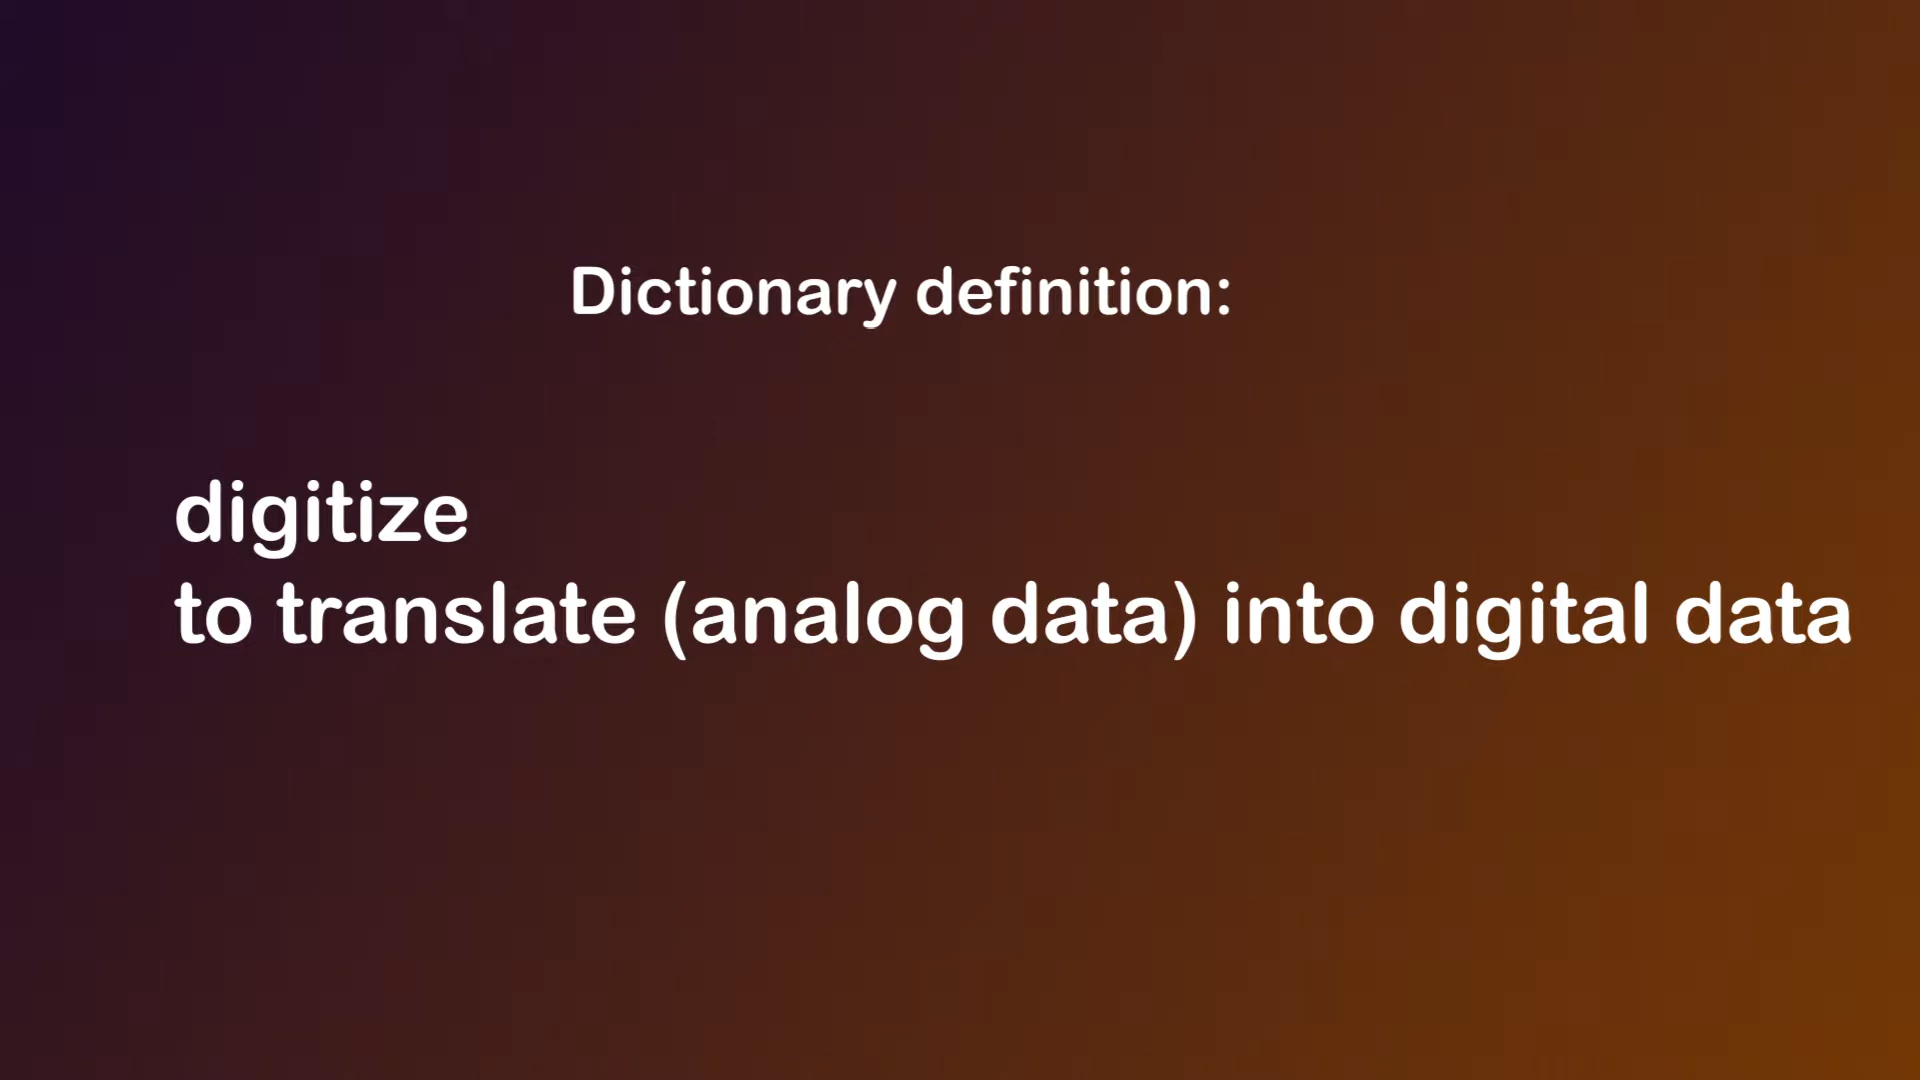 Dictionary definition:
digitize
to translate (analog data) into digital data